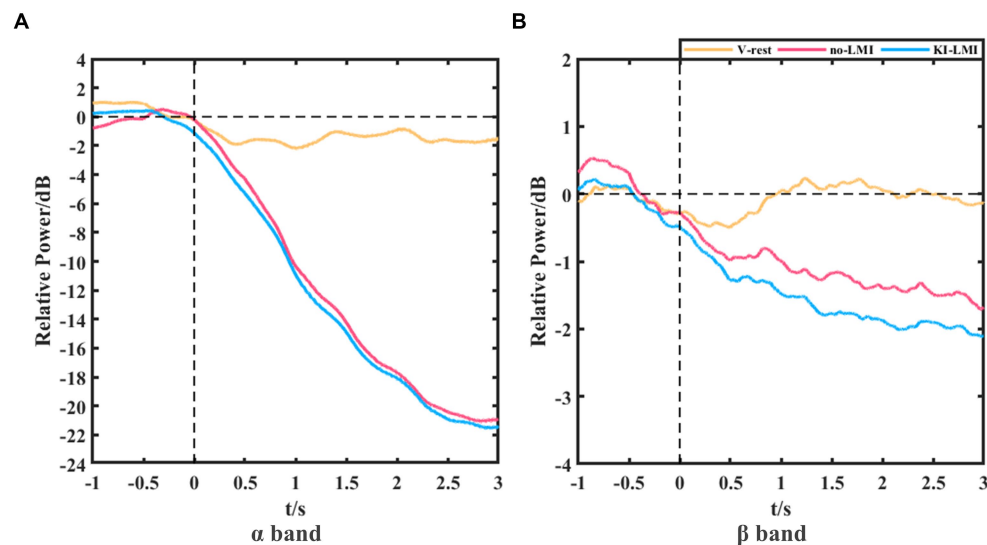 A
B
V-rest no-LMI KI-LMI
Relative Power/dB
4
2
0
-2
-4
-6
-8
-10
-12
-14
-16
-18
-20
-22
-24
-1 -0.5 0 0.5 1 1.5 2 2.5 3
t/s
α band
Relative Power/dB
2
1
0
-1
-2
-3
-4
-1 -0.5 0 0.5 1 1.5 2 2.5 3
t/s
β band